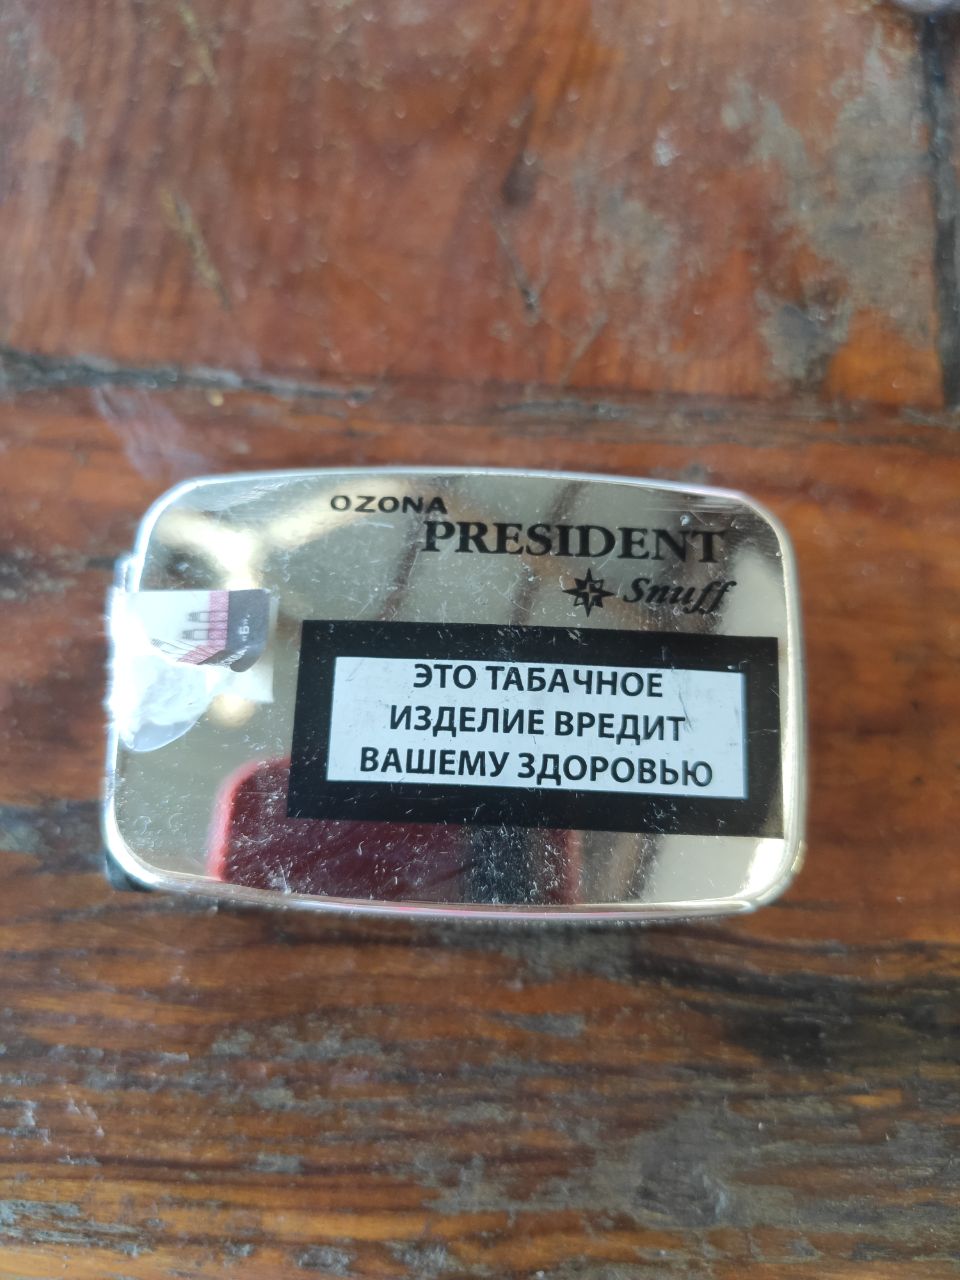 OZONA
PRESIDENT
Snuff
ЭТО ТАБАЧНОЕ
ИЗДЕЛИЕ ВРЕДИТ
ВАШЕМУ ЗДОРОВЬЮ